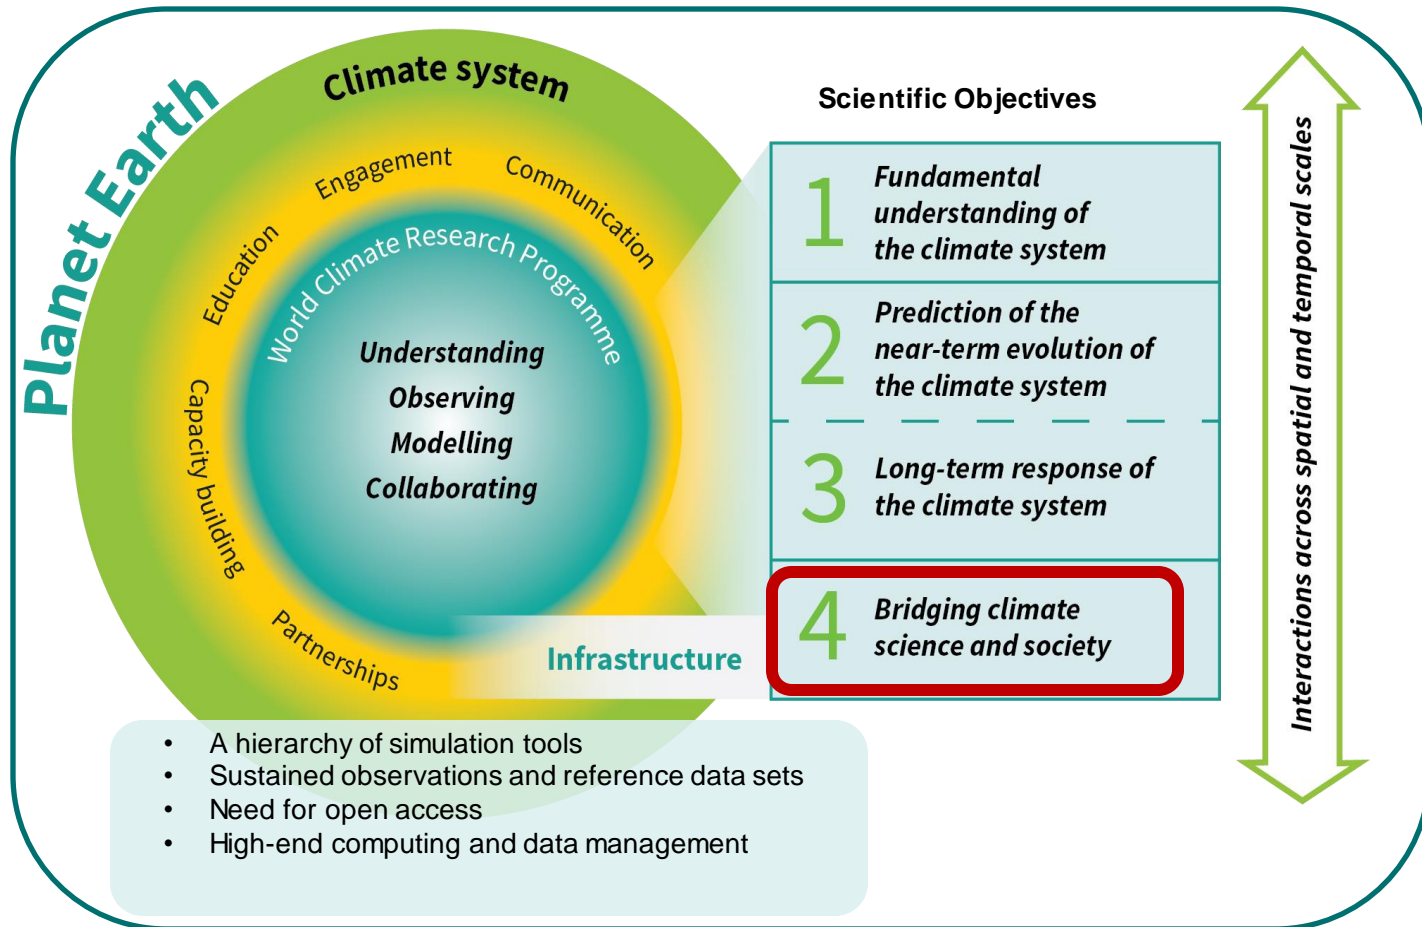 Planet Earth
Climate system
Engagement
Communication
Education
Capacity building
Partnerships
World Climate Research Programme
Understanding
Observing
Modelling
Collaborating
Infrastructure
• A hierarchy of simulation tools
• Sustained observations and reference data sets
• Need for open access
• High-end computing and data management
Scientific Objectives
1
Fundamental
understanding of
the climate system
2
Prediction of the
near-term evolution of
the climate system
3
Long-term response of
the climate system
4
Bridging climate
science and society
Interactions across spatial and temporal scales